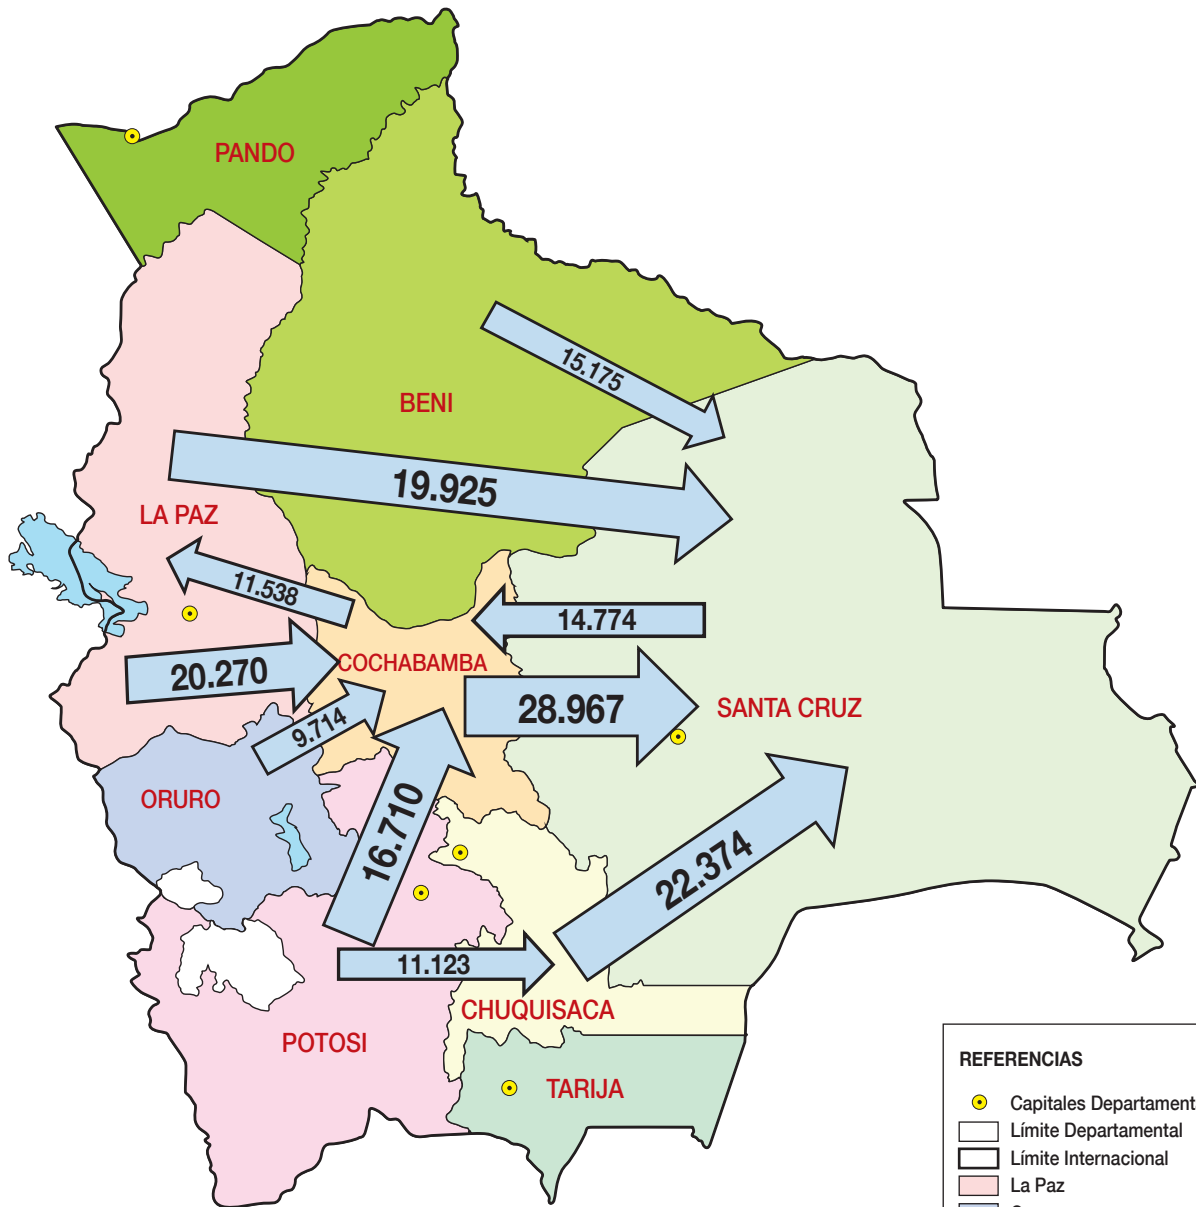 PANDO
15.175
BENI
19.925
LA PAZ
11.538
14.774
COCHABAMBA
20.270
28.967
SANTA CRUZ
9.714
ORURO
16.710
22.374
11.123
CHUQUISACA
POTOSI
TARIJA
REFERENCIAS
Capitales Departament
Límite Departamental
Límite Internacional
La Paz